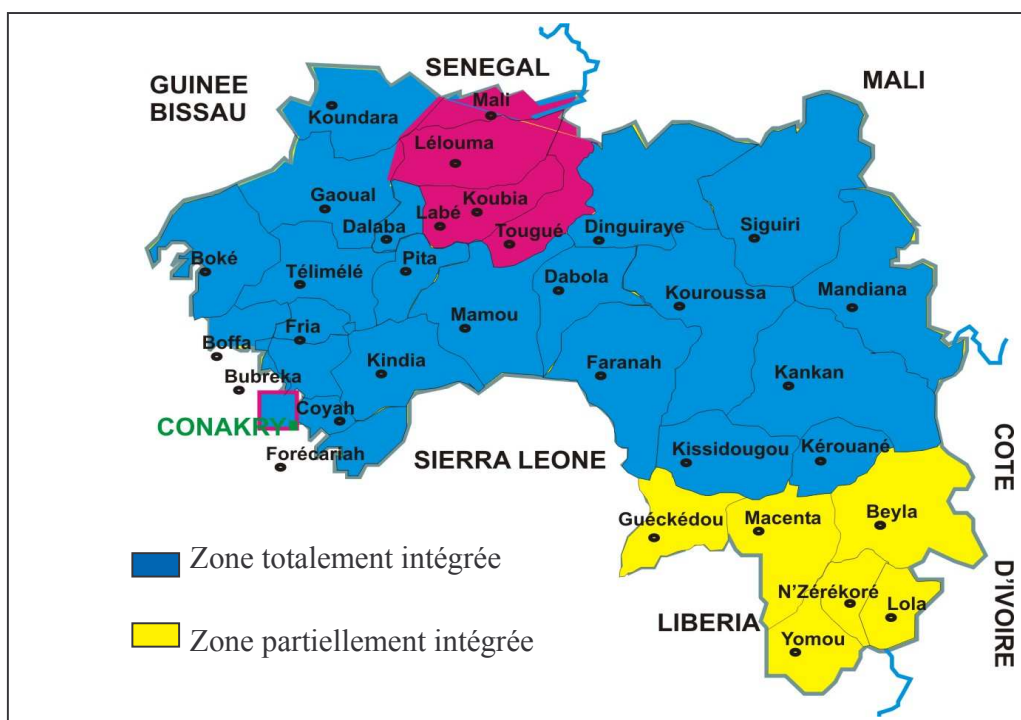 GUINEE
BISSAU
SENEGAL
MALI
Mali
Koundara
Lélouma
Gaoual
Koubia
Labé
Dalaba
Tougué
Dinguiraye
Siguiri
Boké
Télimélé
Pita
Dabola
Kouroussa
Mandiana
Mamou
Fria
Boffa
Kindia
Faranah
Kankan
Bubreka
Coyah
CONAKRY
Forécariah
SIERRA LEONE
Kissidougou
Kérouané
COTE
D'IVOIRE
Guéckédou
Macenta
Beyla
N'Zérékoré
Lola
LIBERIA
Yomou
Zone totalement intégrée
Zone partiellement intégrée